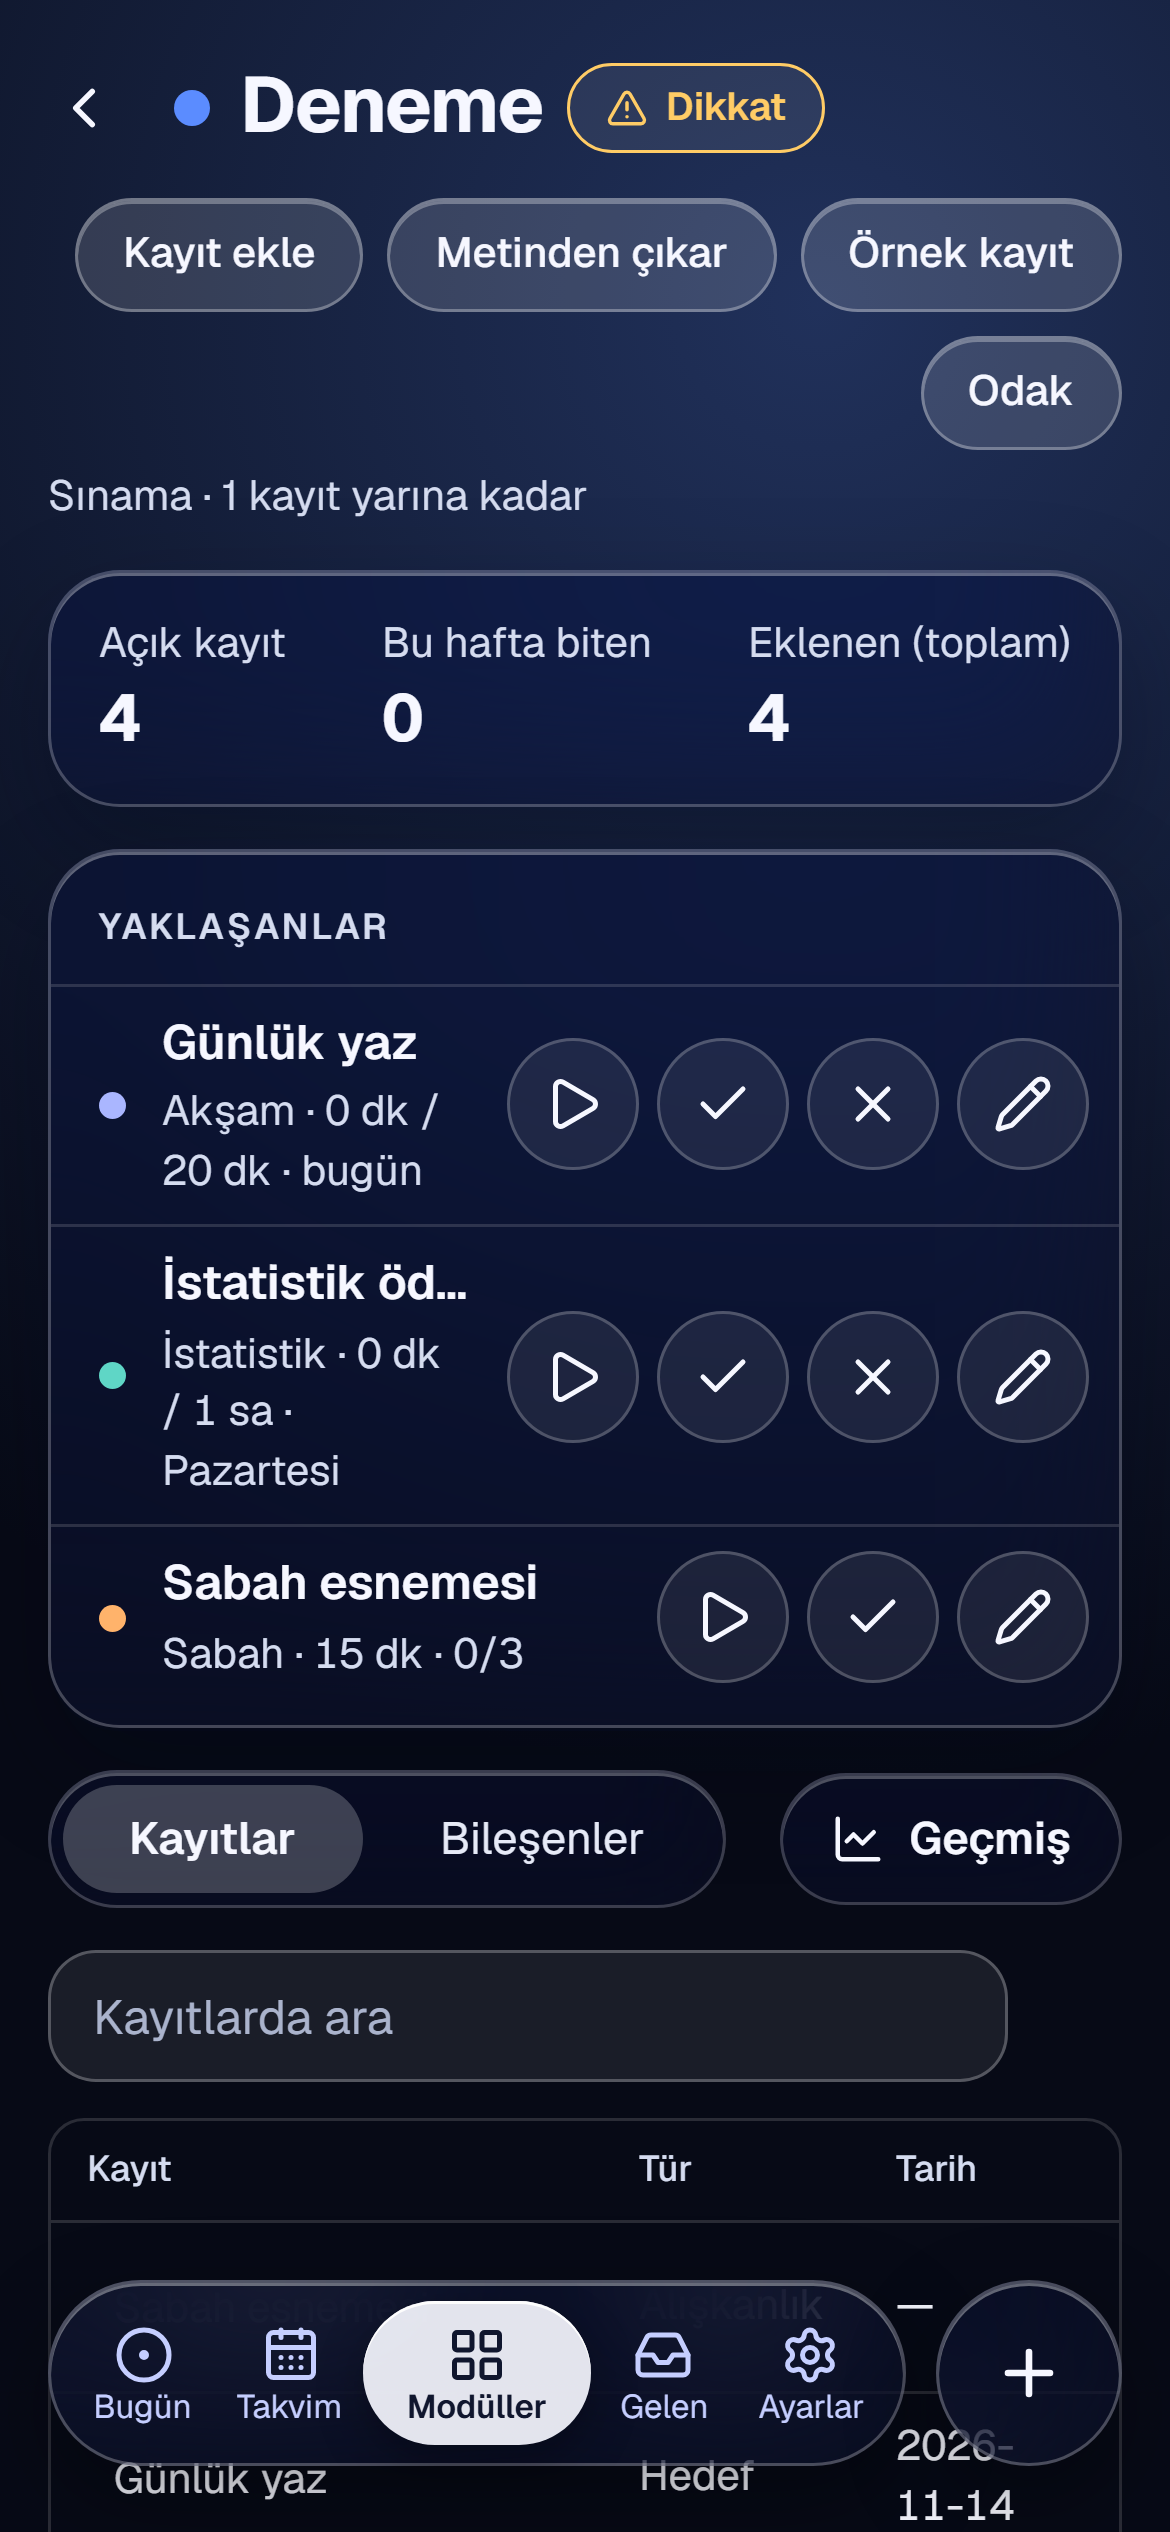 Deneme
Dikkat
Kayıt ekle
Metinden çıkar
Örnek kayıt
Odak
Sınama · 1 kayıt yarına kadar
Açık kayıt
Bu hafta biten
Eklenen (toplam)
4
0
4
YAKLAŞANLAR
Günlük yaz
Akşam · 0 dk /
20 dk · bugün
İstatistik öd...
İstatistik · 0 dk
/ 1 sa ·
Pazartesi
Sabah esnemesi
Sabah · 15 dk · 0/3
Kayıtlar
Bileşenler
Geçmiş
Kayıtlarda ara
Kayıt
Tür
Tarih
Sabah esnem
Alışkanlık
—
Bugün
Takvim
Modüller
Gelen
Ayarlar
Günlük yaz
Hedef
2026-
11-14